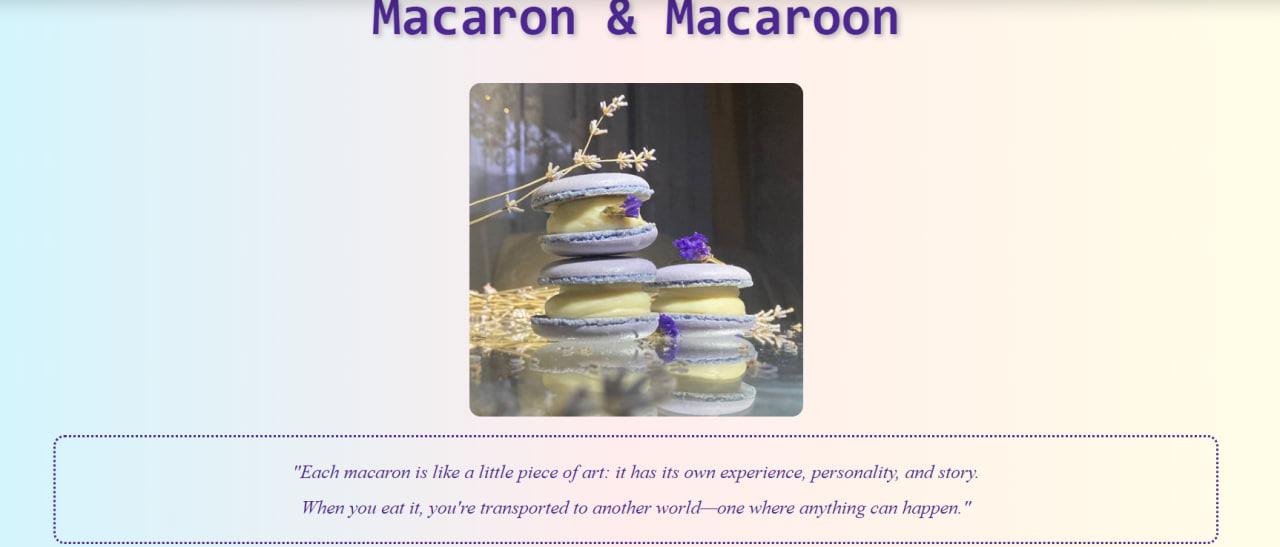 Macaron & Macaroon
"Each macaron is like a little piece of art: it has its own experience, personality, and story.
When you eat it, you're transported to another world—one where anything can happen."